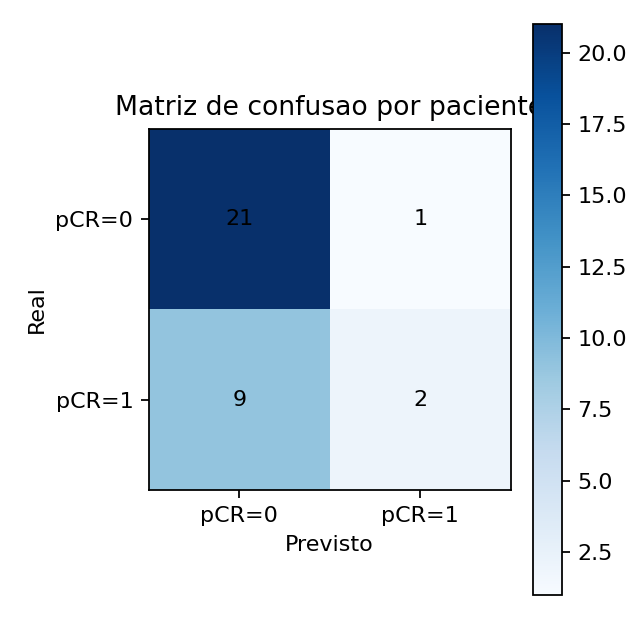 Matriz de confusao por paciente
Real
pCR=0
21
1
pCR=1
9
2
pCR=0
pCR=1
Previsto
20.0
17.5
15.0
12.5
10.0
7.5
5.0
2.5